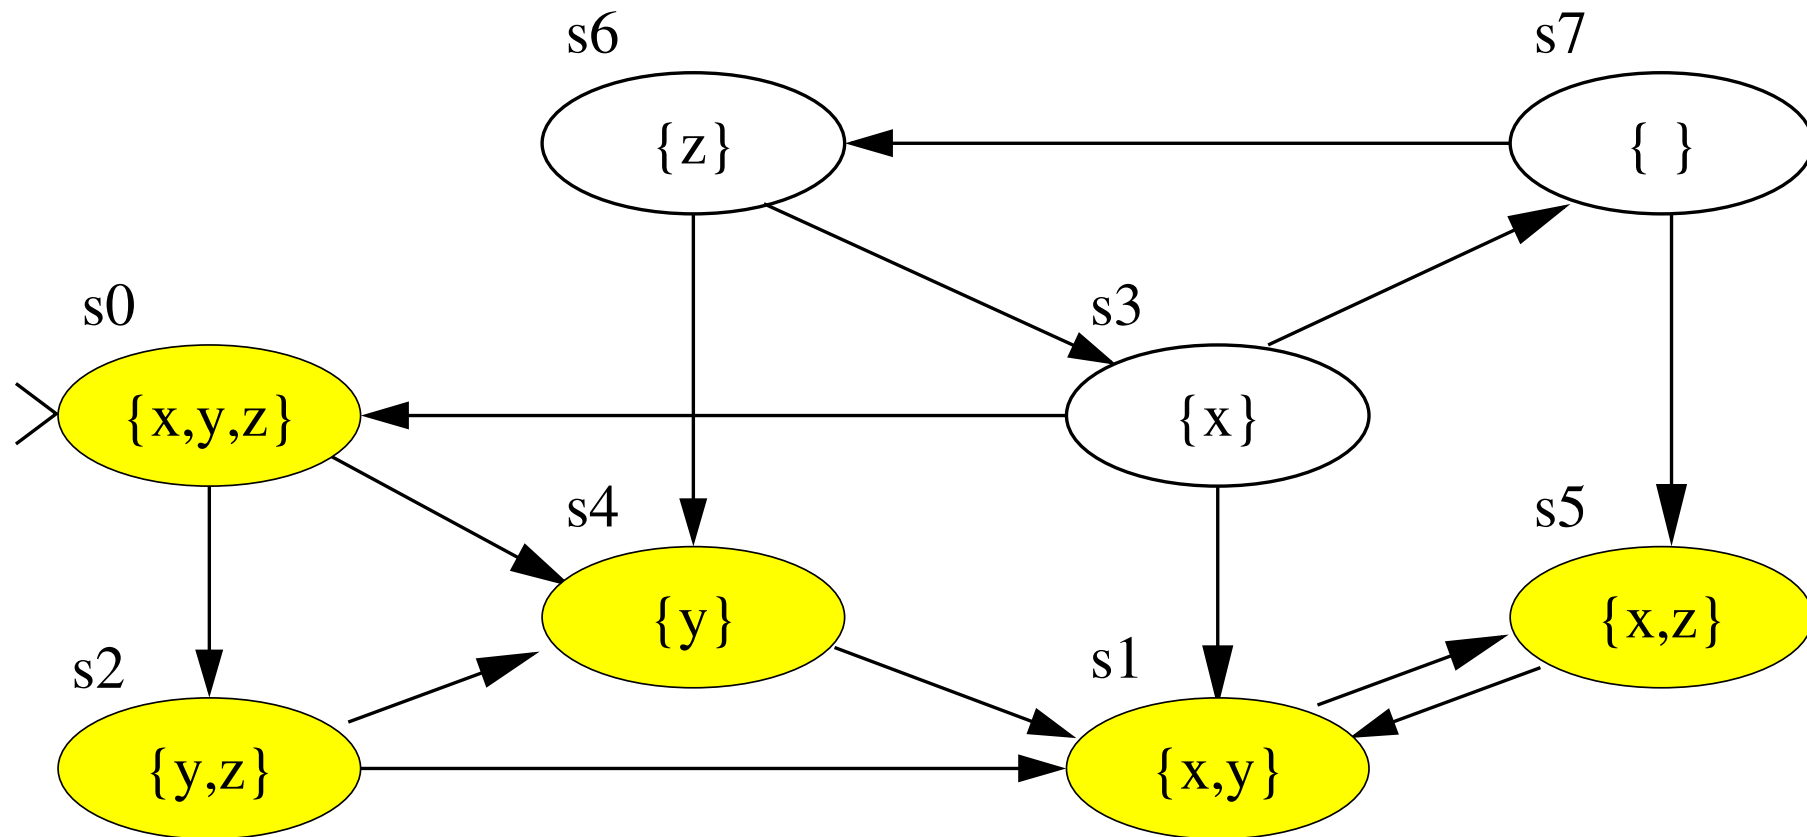 s6
s7
{z}
{ }
s0
s3
{x,y,z}
{x}
s4
s5
{y}
{x,z}
s2
s1
{y,z}
{x,y}